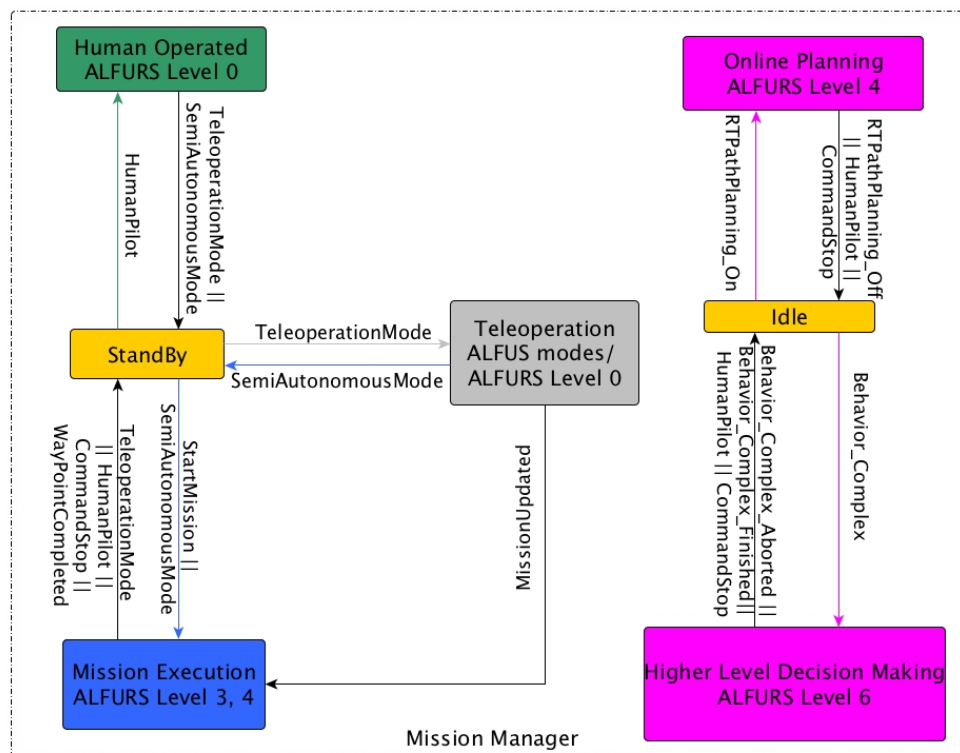 Human Operated
ALFURS Level 0
Online Planning
ALFURS Level 4
HumanPilot
TeleoperationMode ||
SemiAutonomousMode
RTPathPlanning_On
RTPathPlanning_Off
|| HumanPilot ||
CommandStop
StandBy
TeleoperationMode
SemiAutonomousMode
Teleoperation
ALFUS modes/
ALFURS Level 0
Idle
TeleoperationMode
|| HumanPilot ||
CommandStop ||
WayPointCompleted
StartMission ||
SemiAutonomousMode
MissionUpdated
Behavior_Complex_Aborted ||
Behavior_Complex_Finished||
HumanPilot || CommandStop
Behavior_Complex
Mission Execution
ALFURS Level 3, 4
Higher Level Decision Making
ALFURS Level 6
Mission Manager